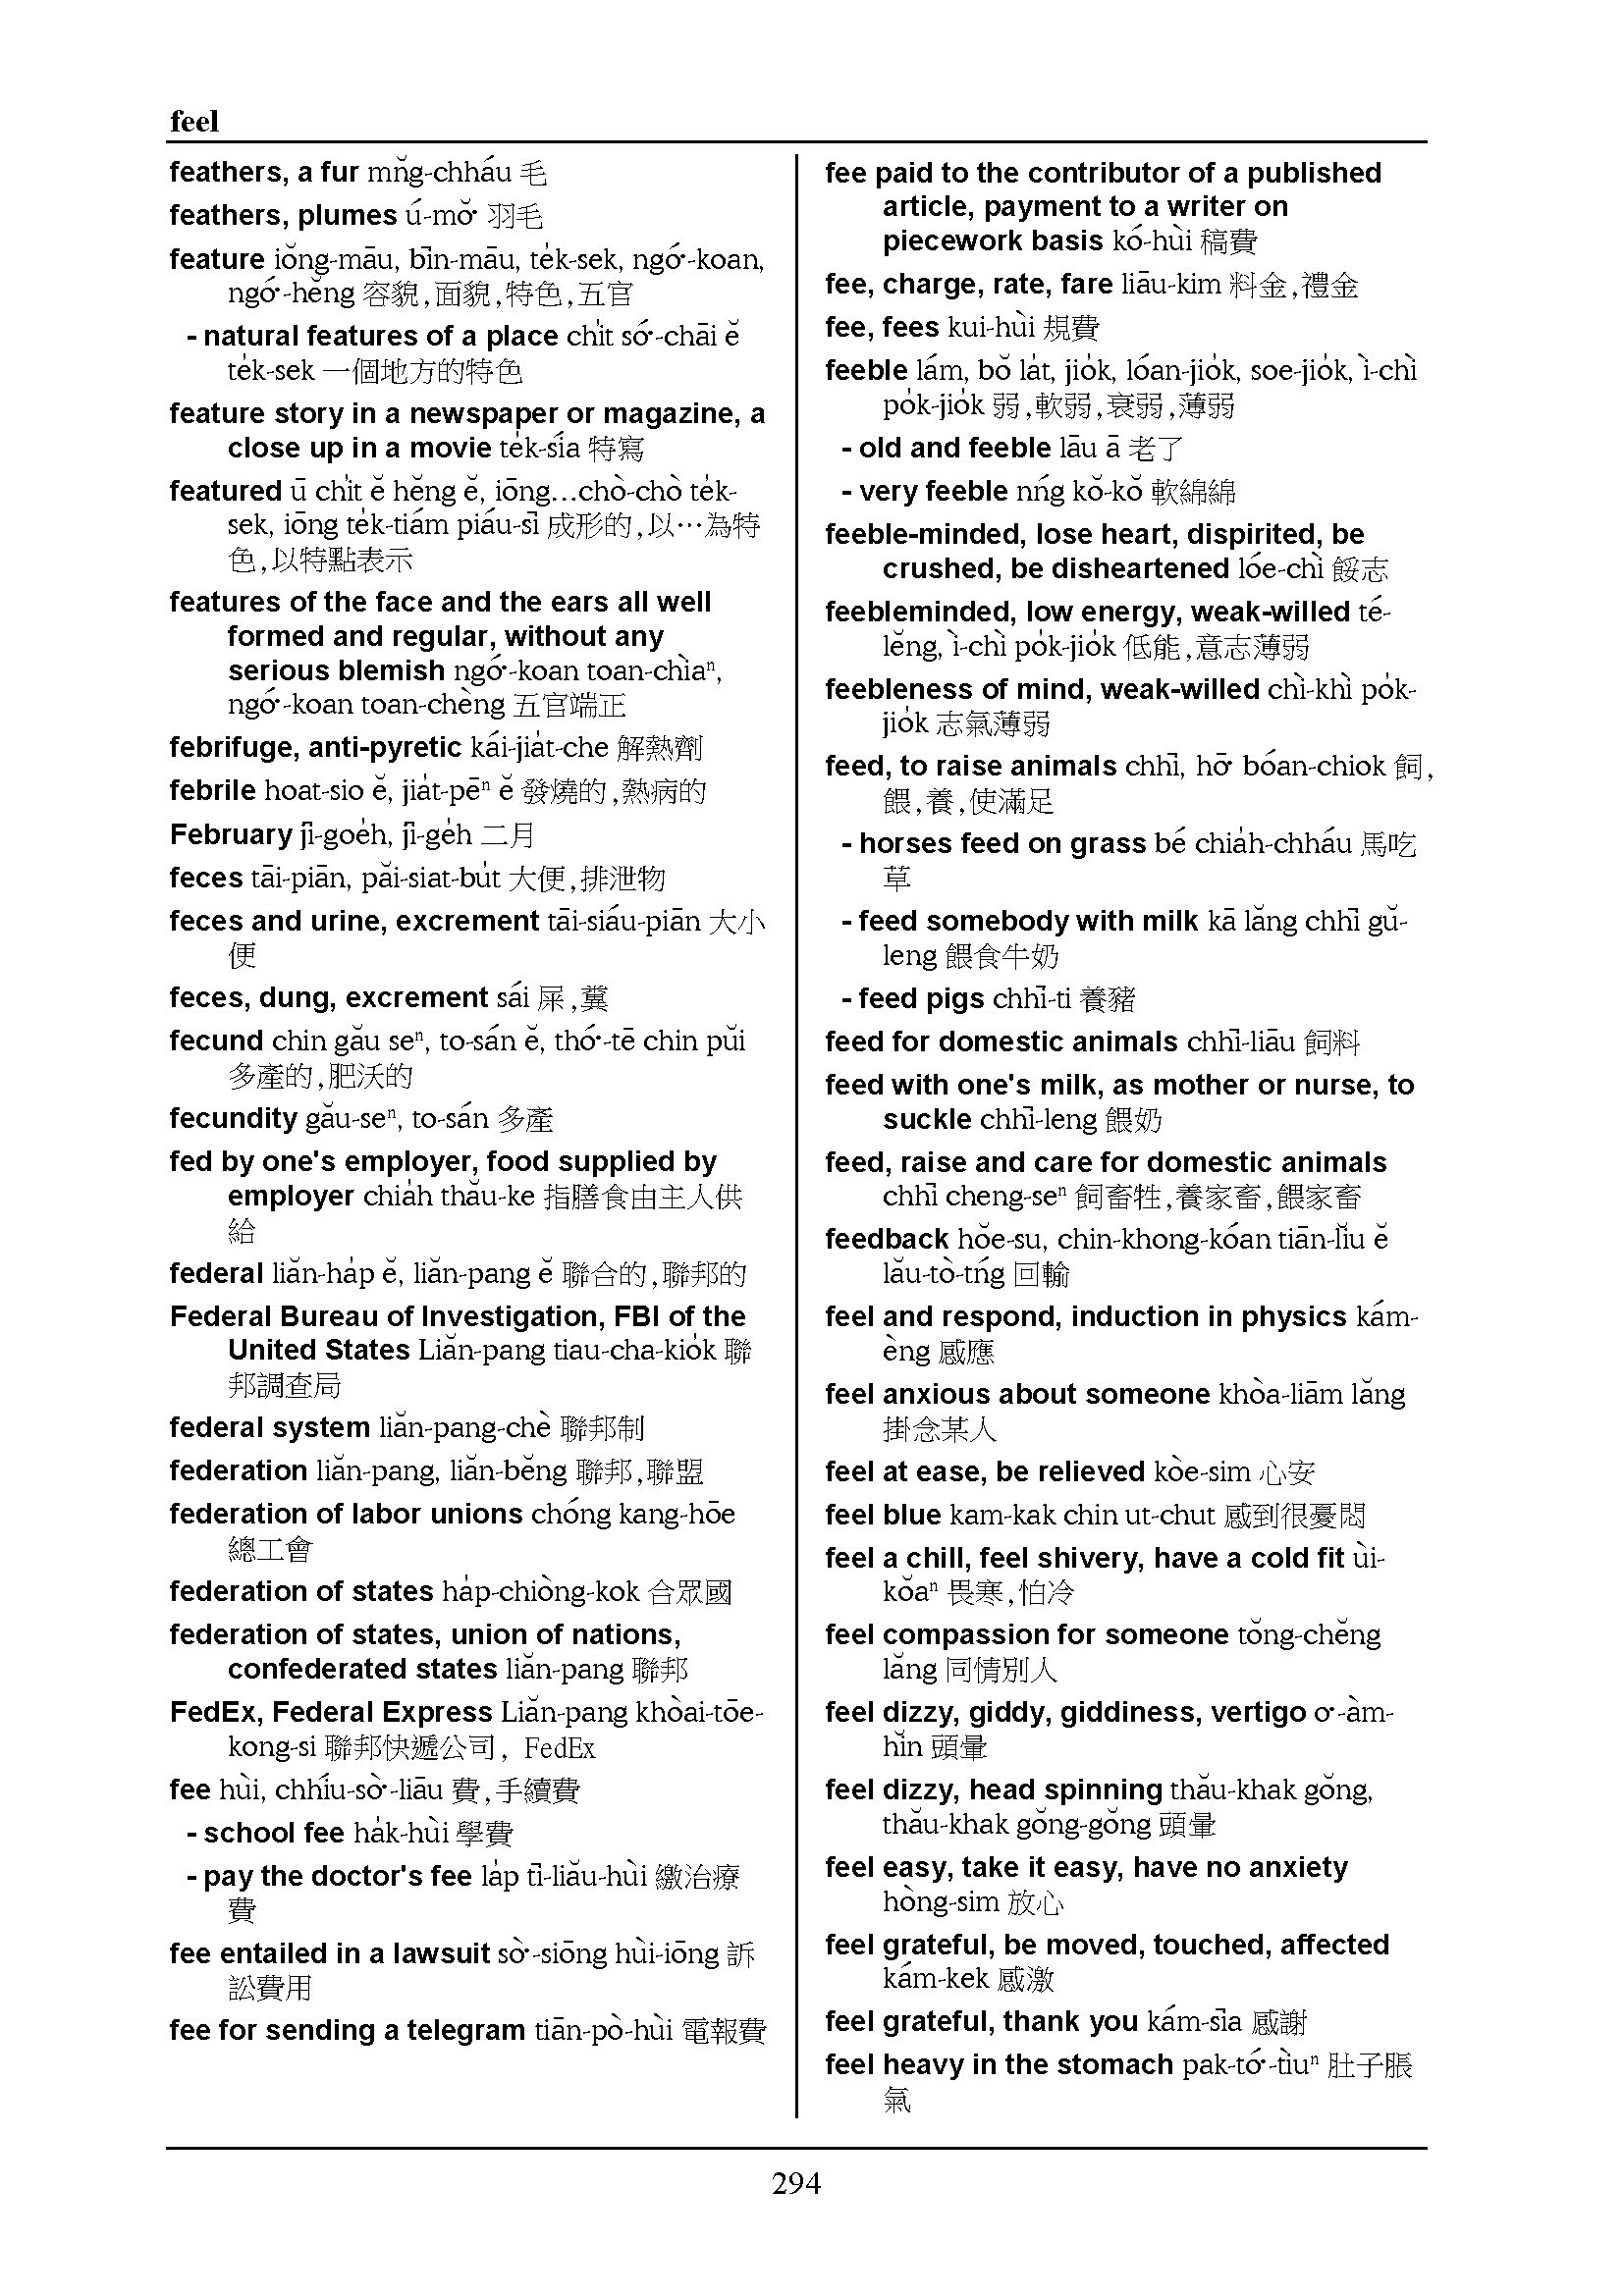 feel
feathers, a fur mn̆g-chháu 毛
feathers, plumes ú-mŏ͘ 羽毛
feature iŏng-māu, bīn-māu, te̍k-sek, ngó͘-koan,
ngó͘-hĕng 容貌,面貌,特色,五官
- natural features of a place chi̍t só͘-chāi ĕ
te̍k-sek 一個地方的特色
feature story in a newspaper or magazine, a
close up in a movie te̍k-sía 特寫
featured ū chi̍t ĕ hĕng ĕ, iōng...chò-chò te̍k-
sek, iōng te̍k-tiám piáu-sī 成形的,以⋯為特
色,以特點表示
features of the face and the ears all well
formed and regular, without any
serious blemish ngó͘-koan toan-chìaⁿ,
ngó͘-koan toan-chèng 五官端正
febrifuge, anti-pyretic kái-jia̍t-che 解熱劑
febrile hoat-sio ĕ, jia̍t-pēⁿ ĕ 發燒的,熱病的
February jī-goe̍h, jī-ge̍h 二月
feces tāi-piān, păi-siat-bu̍t 大便,排泄物
feces and urine, excrement tāi-siáu-piān 大小
便
feces, dung, excrement sái 屎,糞
fecund chin gău seⁿ, to-sán ĕ, thó͘-tē chin pŭi
多產的,肥沃的
fecundity gău-seⁿ, to-sán 多產
fed by one's employer, food supplied by
employer chia̍h thău-ke 指膳食由主人供
給
federal liăn-ha̍p ĕ, liăn-pang ĕ 聯合的,聯邦的
Federal Bureau of Investigation, FBI of the
United States Liăn-pang tiau-cha-kio̍k 聯
邦調查局
federal system liăn-pang-chè 聯邦制
federation liăn-pang, liăn-bĕng 聯邦,聯盟
federation of labor unions chóng kang-hōe
總工會
federation of states ha̍p-chiòng-kok 合眾國
federation of states, union of nations,
confederated states liăn-pang 聯邦
FedEx, Federal Express Liăn-pang khòai-tōe-
kong-si 聯邦快遞公司, FedEx
fee hùi, chhíu-sò͘-liāu 費,手續費
- school fee ha̍k-hùi 學費
- pay the doctor's fee la̍p tī-liău-hùi 繳治療
費
fee entailed in a lawsuit sò͘-siōng hùi-iōng 訴
訟費用
fee for sending a telegram tiān-pò-hùi 電報費
fee paid to the contributor of a published
article, payment to a writer on
piecework basis kó-hùi 稿費
fee, charge, rate, fare liāu-kim 料金,禮金
fee, fees kui-hùi 規費
feeble lám, bŏ la̍t, jio̍k, lóan-jio̍k, soe-jio̍k, ì-chì
po̍k-jio̍k 弱,軟弱,衰弱,薄弱
- old and feeble lāu ā 老了
- very feeble nńg kŏ-kŏ 軟綿綿
feeble-minded, lose heart, dispirited, be
crushed, be disheartened lóe-chì 餒志
feebleminded, low energy, weak-willed té-
lĕng, ì-chì po̍k-jio̍k 低能,意志薄弱
feebleness of mind, weak-willed chì-khì po̍k-
jio̍k 志氣薄弱
feed, to raise animals chhī, hō͘ bóan-chiok 飼,
餵,養,使滿足
- horses feed on grass bé chia̍h-chháu 馬吃
草
- feed somebody with milk kā lăng chhī gŭ-
leng 餵食牛奶
- feed pigs chhī-ti 養豬
feed for domestic animals chhī-liāu 飼料
feed with one's milk, as mother or nurse, to
suckle chhī-leng 餵奶
feed, raise and care for domestic animals
chhī cheng-seⁿ 飼畜牲,養家畜,餵家畜
feedback hŏe-su, chin-khong-kóan tiān-lĭu ĕ
lău-tò-tńg 回輸
feel and respond, induction in physics kám-
èng 感應
feel anxious about someone khòa-liām lăng
掛念某人
feel at ease, be relieved kòe-sim 心安
feel blue kam-kak chin ut-chut 感到很憂悶
feel a chill, feel shivery, have a cold fit ùi-
kŏaⁿ 畏寒,怕冷
feel compassion for someone tŏng-chĕng
lăng 同情別人
feel dizzy, giddy, giddiness, vertigo o͘-àm-
hĭn 頭暈
feel dizzy, head spinning thău-khak gŏng,
thău-khak gŏng-gŏng 頭暈
feel easy, take it easy, have no anxiety
hòng-sim 放心
feel grateful, be moved, touched, affected
kám-kek 感激
feel grateful, thank you kám-sīa 感謝
feel heavy in the stomach pak-tó͘-tìuⁿ 肚子脹
氣
294